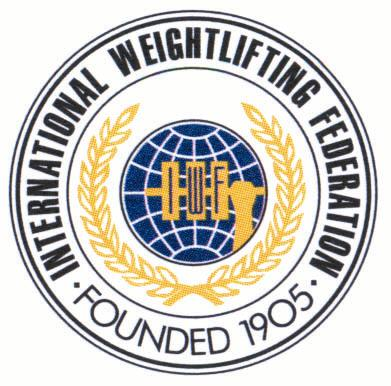 INTERNATIONAL WEIGHTLIFTING FEDERATION
IWF
· FOUNDED 1905 ·